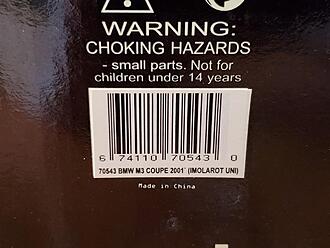 WARNING:
CHOKING HAZARDS
- small parts. Not for
children under 14 years
6 74110 70543 0
70543 BMW M3 COUPE 2001' (IMOLAROT UNI)
Made in China